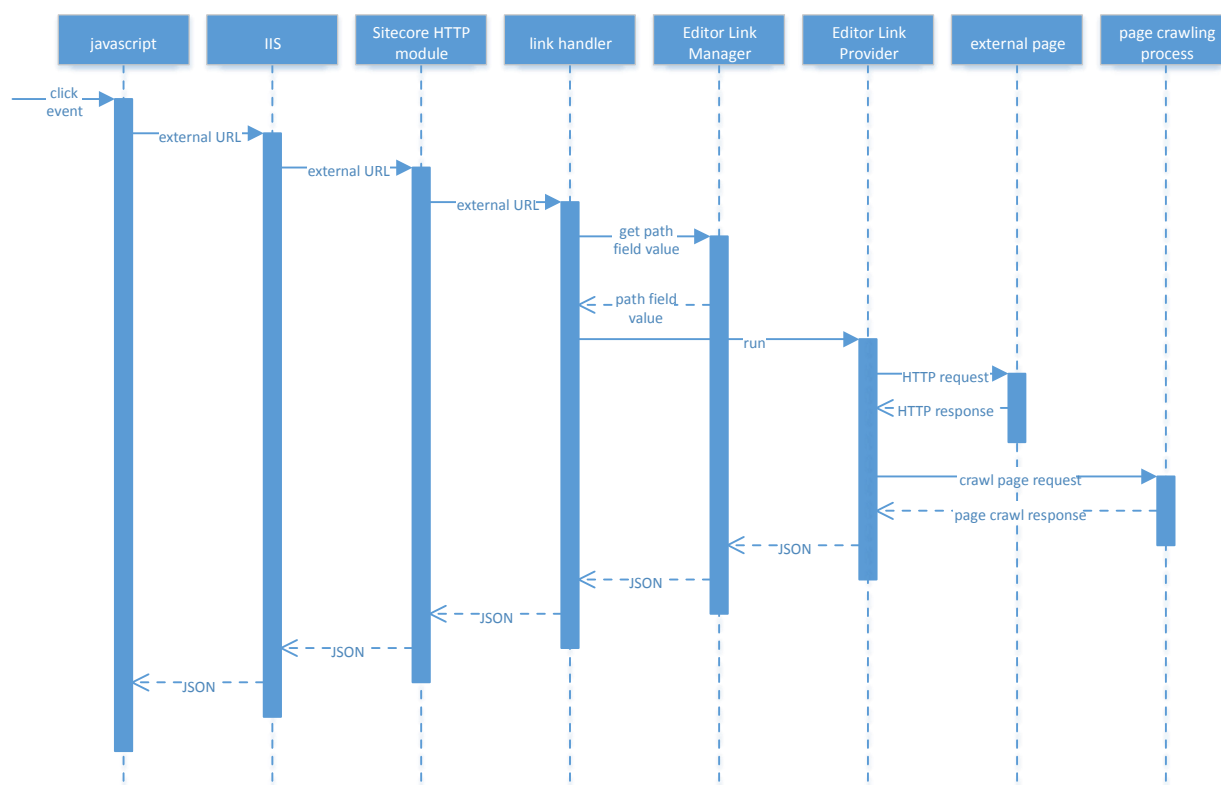 javascript
IIS
Sitecore HTTP
module
link handler
Editor Link
Manager
Editor Link
Provider
external page
page crawling
process
click
event
external URL
external URL
external URL
get path
field value
path field
value
run
HTTP request
HTTP response
crawl page request
page crawl response
JSON
JSON
JSON
JSON
JSON